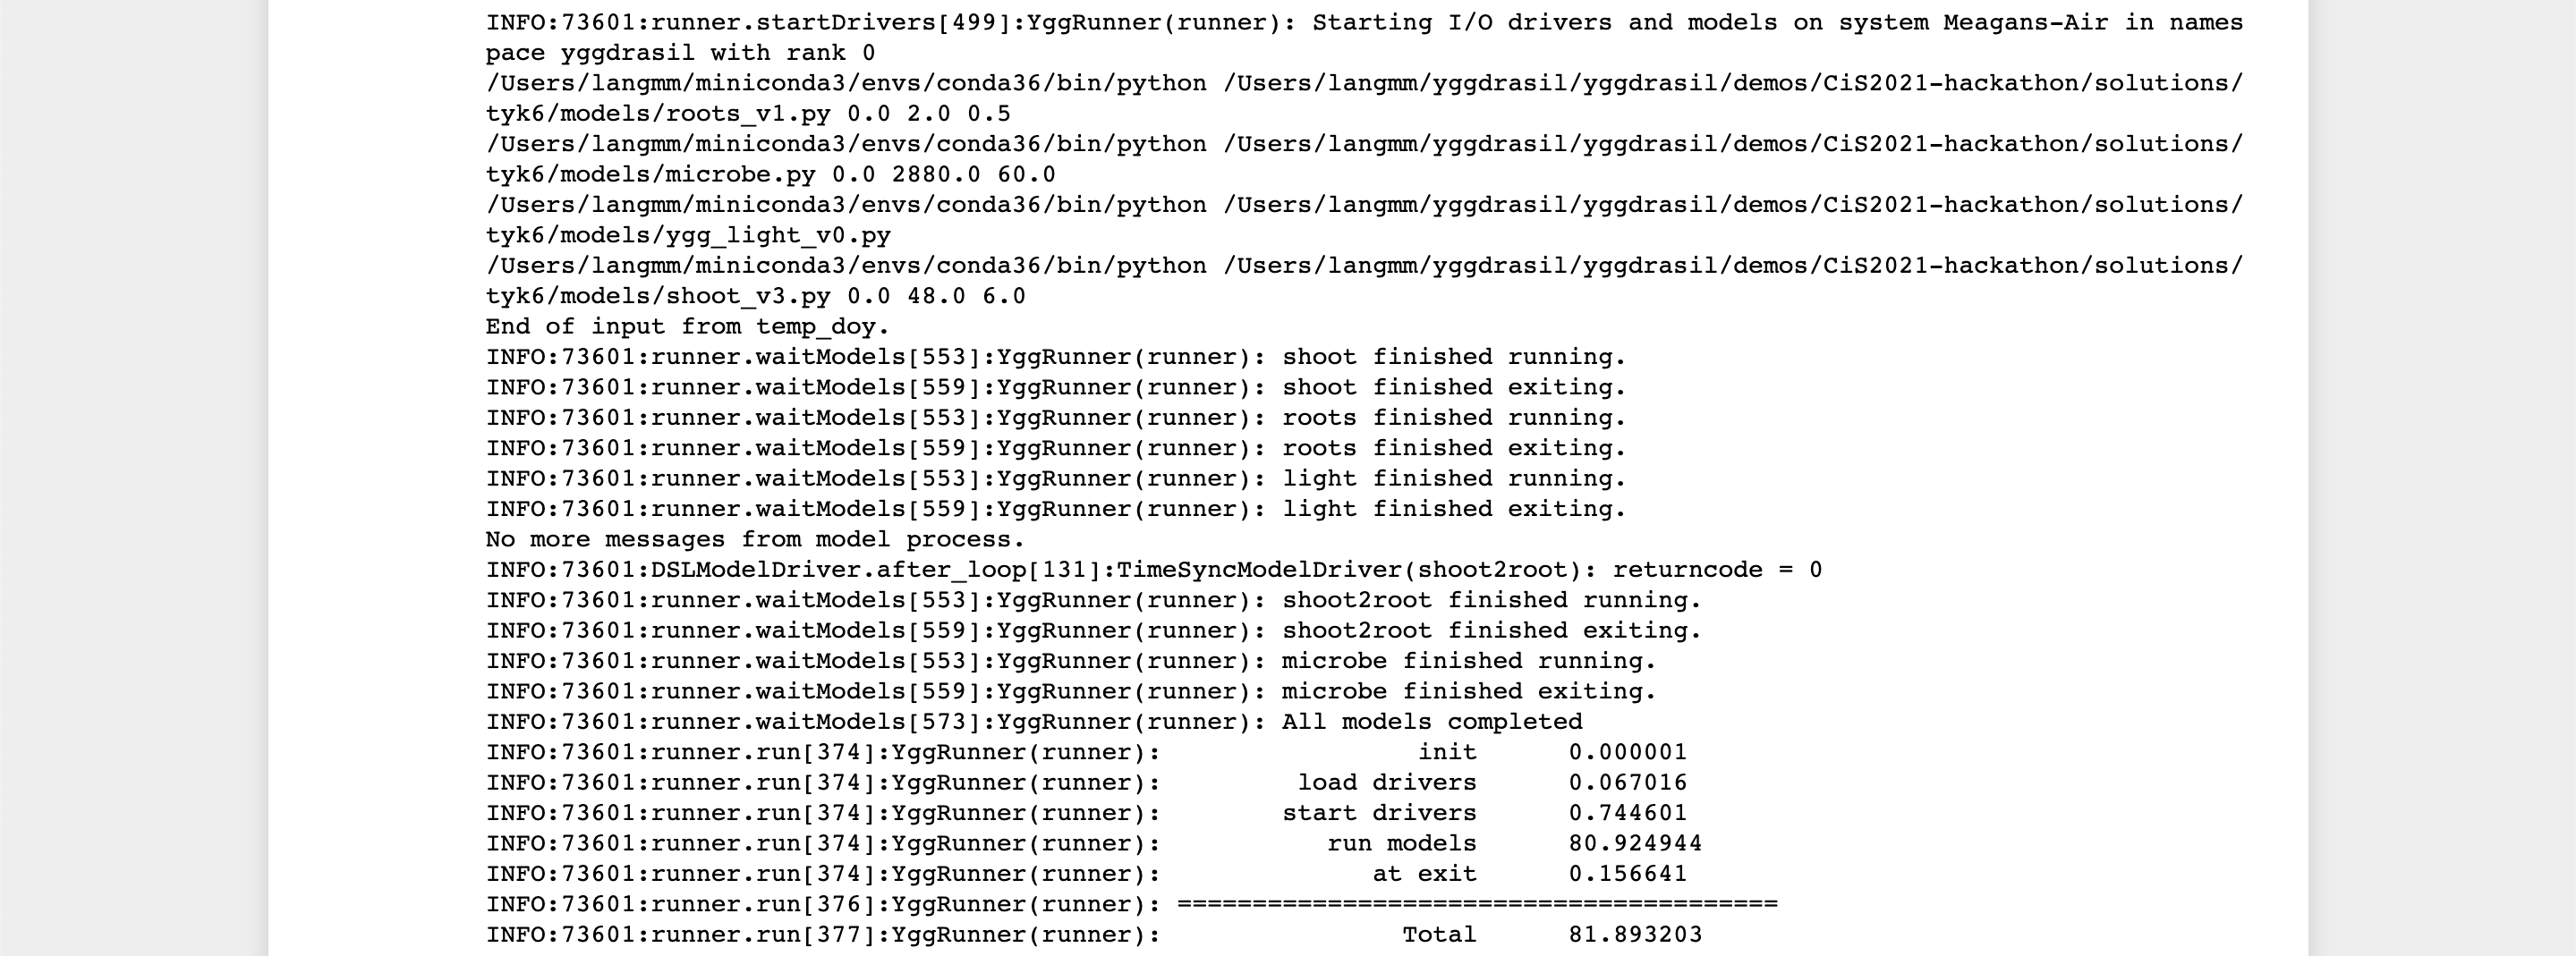 INFO:73601:runner.startDrivers[499]:YggRunner(runner): Starting I/O drivers and models on system Meagans-Air in names
pace yggdrasil with rank 0
/Users/langmm/miniconda3/envs/conda36/bin/python /Users/langmm/yggdrasil/yggdrasil/demos/CiS2021-hackathon/solutions/
tyk6/models/roots_v1.py 0.0 2.0 0.5
/Users/langmm/miniconda3/envs/conda36/bin/python /Users/langmm/yggdrasil/yggdrasil/demos/CiS2021-hackathon/solutions/
tyk6/models/microbe.py 0.0 2880.0 60.0
/Users/langmm/miniconda3/envs/conda36/bin/python /Users/langmm/yggdrasil/yggdrasil/demos/CiS2021-hackathon/solutions/
tyk6/models/ygg_light_v0.py
/Users/langmm/miniconda3/envs/conda36/bin/python /Users/langmm/yggdrasil/yggdrasil/demos/CiS2021-hackathon/solutions/
tyk6/models/shoot_v3.py 0.0 48.0 6.0
End of input from temp_doy.
INFO:73601:runner.waitModels[553]:YggRunner(runner): shoot finished running.
INFO:73601:runner.waitModels[559]:YggRunner(runner): shoot finished exiting.
INFO:73601:runner.waitModels[553]:YggRunner(runner): roots finished running.
INFO:73601:runner.waitModels[559]:YggRunner(runner): roots finished exiting.
INFO:73601:runner.waitModels[553]:YggRunner(runner): light finished running.
INFO:73601:runner.waitModels[559]:YggRunner(runner): light finished exiting.
No more messages from model process.
INFO:73601:DSLModelDriver.after_loop[131]:TimeSyncModelDriver(shoot2root): returncode = 0
INFO:73601:runner.waitModels[553]:YggRunner(runner): shoot2root finished running.
INFO:73601:runner.waitModels[559]:YggRunner(runner): shoot2root finished exiting.
INFO:73601:runner.waitModels[553]:YggRunner(runner): microbe finished running.
INFO:73601:runner.waitModels[559]:YggRunner(runner): microbe finished exiting.
INFO:73601:runner.waitModels[573]:YggRunner(runner): All models completed
INFO:73601:runner.run[374]:YggRunner(runner):                 init      0.000001
INFO:73601:runner.run[374]:YggRunner(runner):         load drivers      0.067016
INFO:73601:runner.run[374]:YggRunner(runner):        start drivers      0.744601
INFO:73601:runner.run[374]:YggRunner(runner):           run models      80.924944
INFO:73601:runner.run[374]:YggRunner(runner):              at exit      0.156641
INFO:73601:runner.run[376]:YggRunner(runner): ========================================
INFO:73601:runner.run[377]:YggRunner(runner):                Total      81.893203